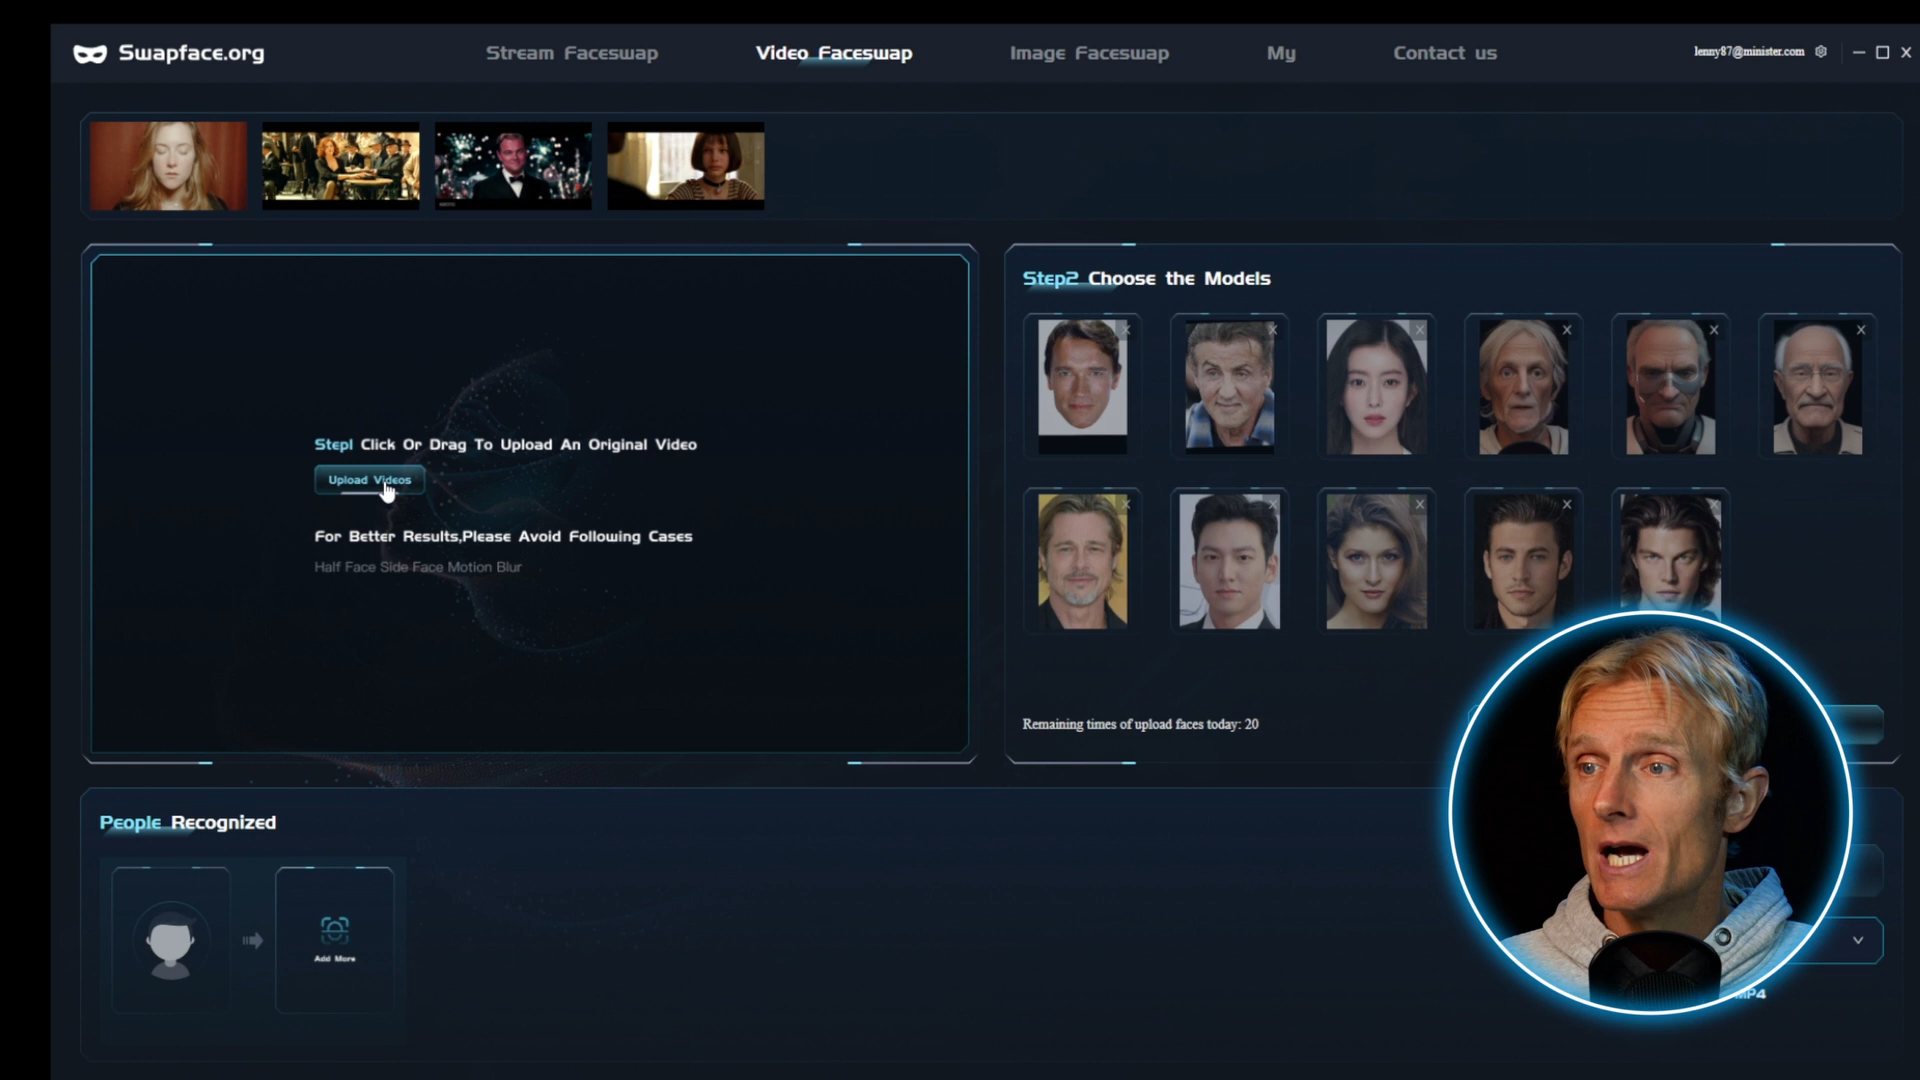 Swapface.org
Stream Faceswap
Video Faceswap
Image Faceswap
My
Contact us
lenny87@minister.com
Step1 Click Or Drag To Upload An Original Video
Upload Videos
For Better Results,Please Avoid Following Cases
Half Face Side Face Motion Blur
Step2 Choose the Models
Remaining times of upload faces today: 20
People Recognized
Add More
MP4